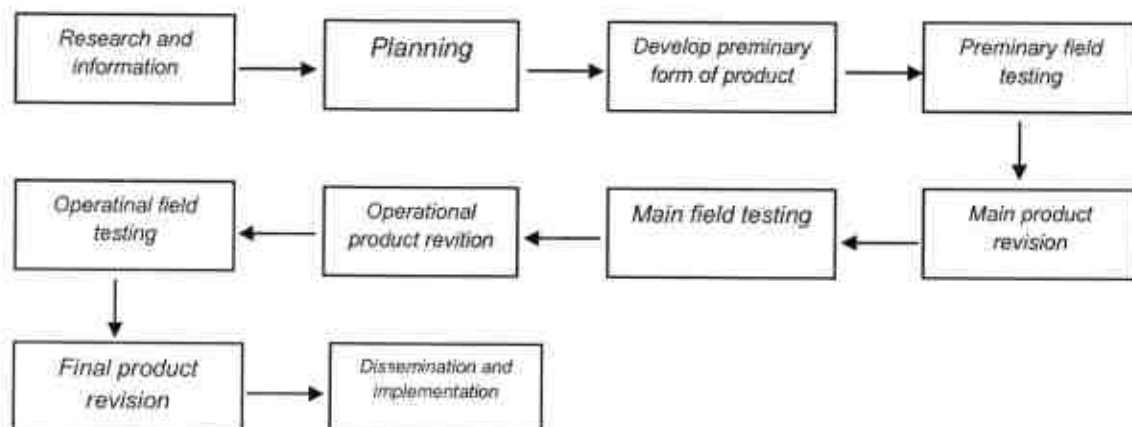 Research and
information
Planning
Develop preminary
form of product
Preminary field
testing
Main product
revision
Main field testing
Operational
product revition
Operatinal field
testing
Final product
revision
Dissemination and
implementation